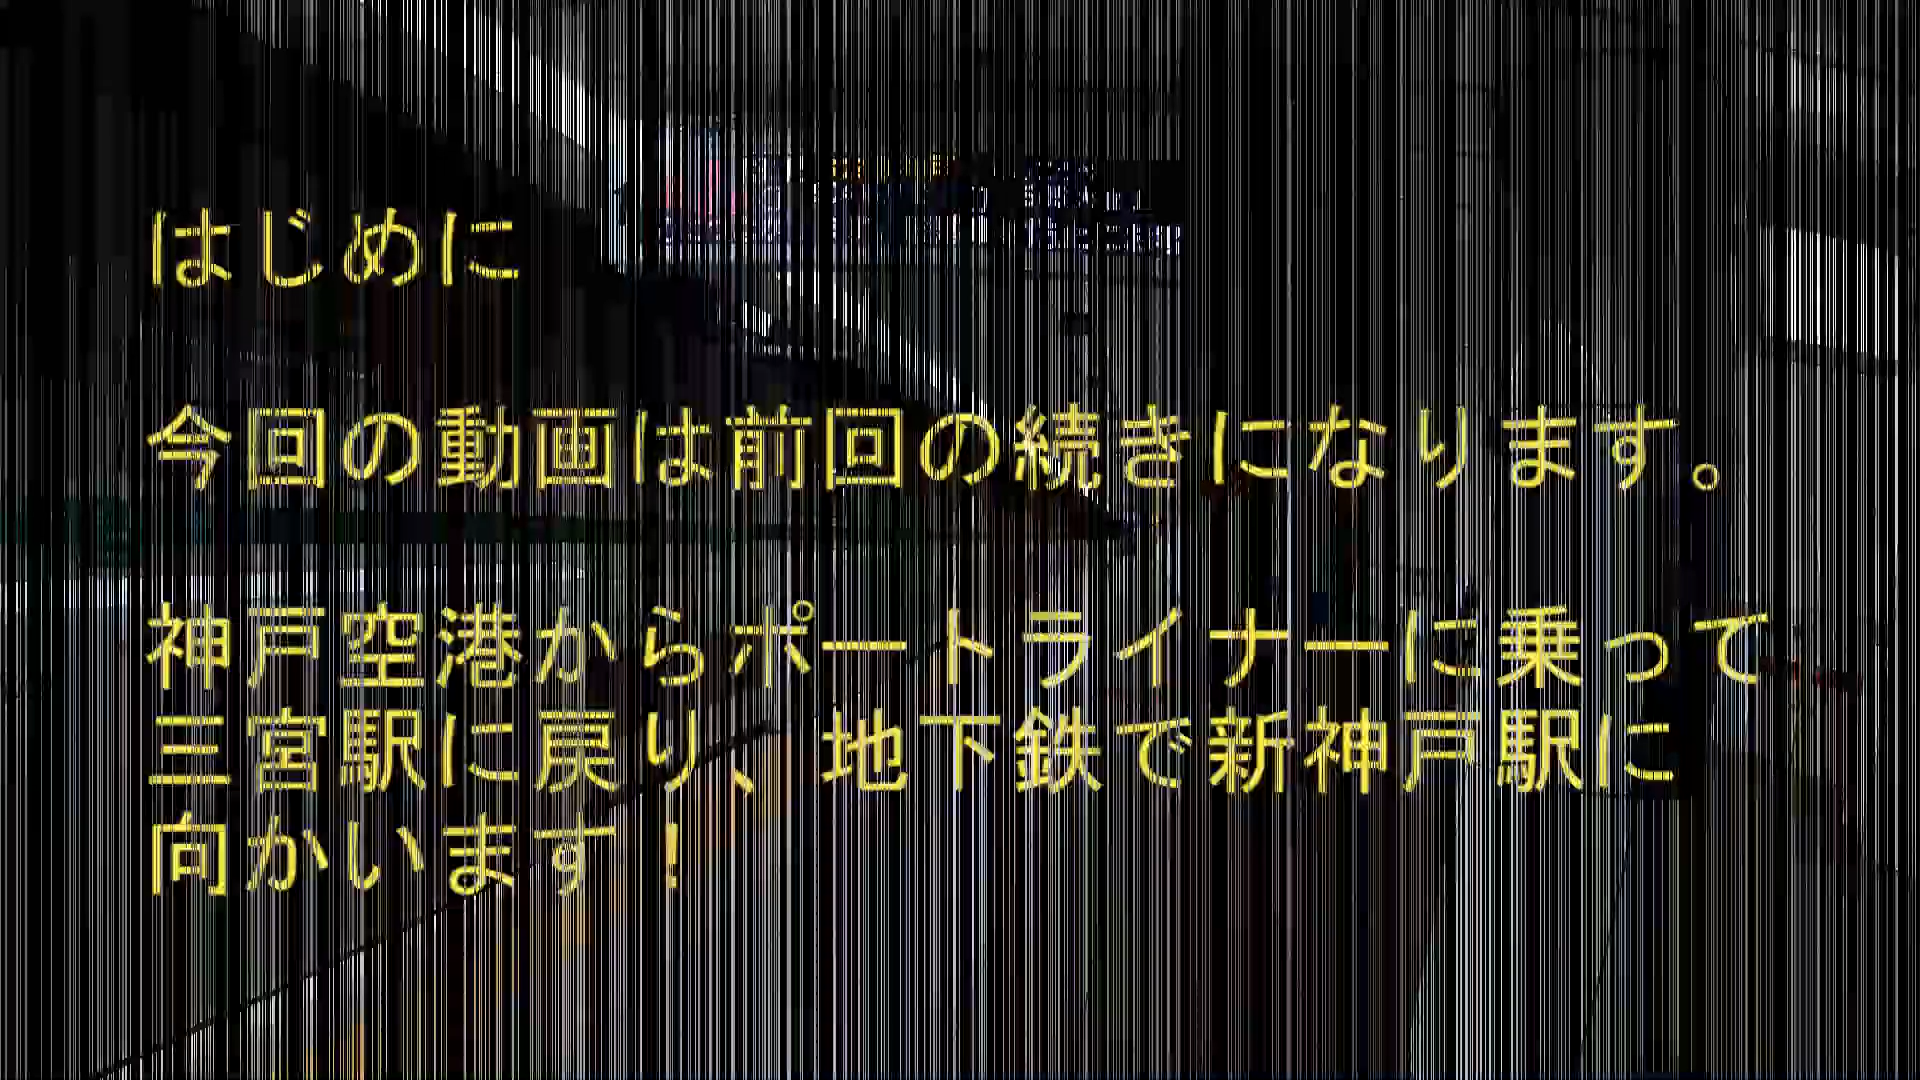 はじめに
今回の動画は前回の続きになります。
神戸空港からポートライナーに乗って
三宮駅に戻り、地下鉄で新神戸駅に
向かいます！